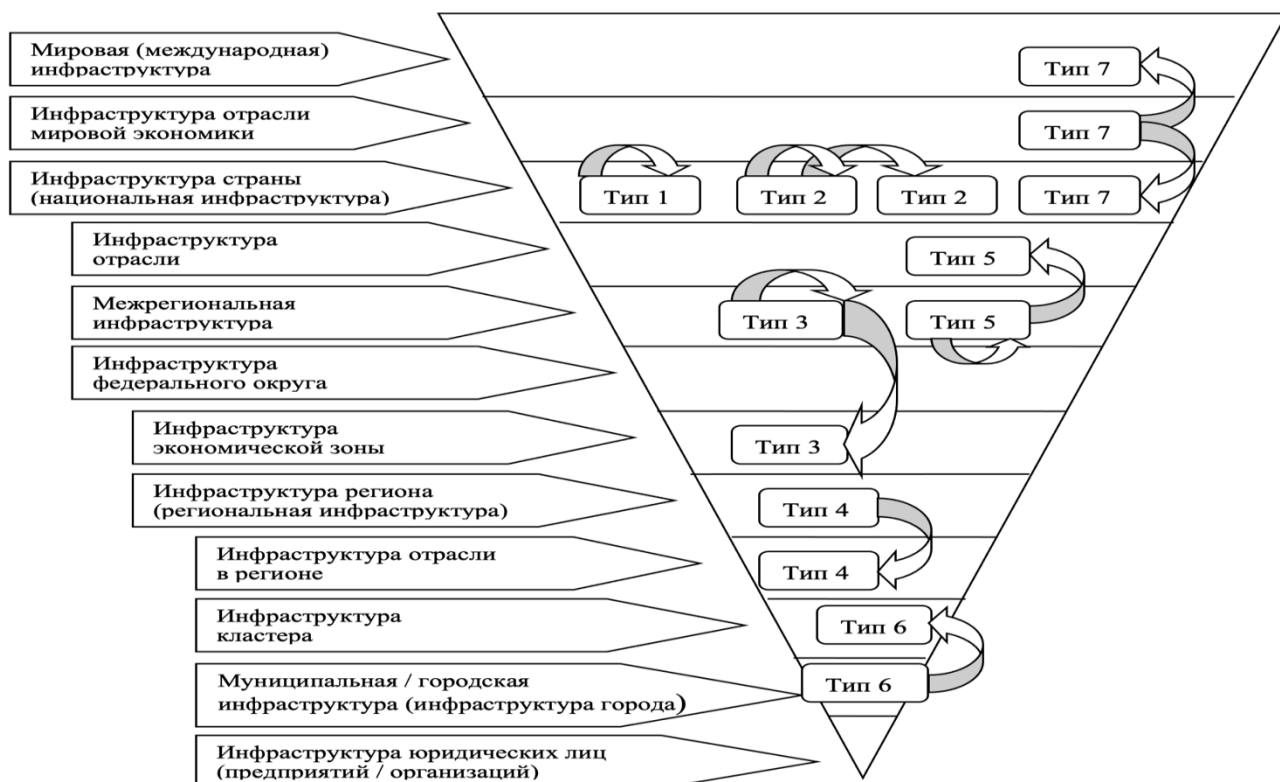 Мировая (международная)
инфраструктура
Тип 7
Инфраструктура отрасли
мировой экономики
Тип 7
Инфраструктура страны
(национальная инфраструктура)
Тип 1
Тип 2
Тип 2
Тип 7
Инфраструктура
отрасли
Тип 5
Межрегиональная
инфраструктура
Тип 3
Тип 5
Инфраструктура
федерального округа
Инфраструктура
экономической зоны
Тип 3
Инфраструктура региона
(региональная инфраструктура)
Тип 4
Инфраструктура отрасли
в регионе
Тип 4
Инфраструктура
кластера
Тип 6
Муниципальная / городская
инфраструктура (инфраструктура города)
Тип 6
Инфраструктура юридических лиц
(предприятий / организаций)